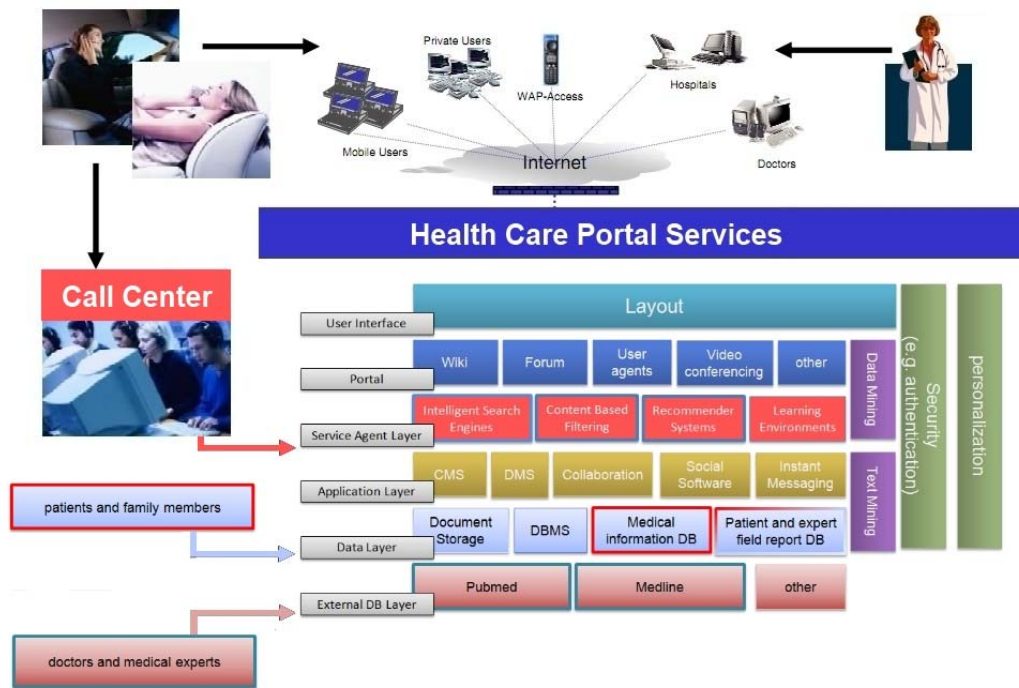 Private Users
WAP-Access
Hospitals
Mobile Users
Internet
Doctors
Health Care Portal Services
Call Center
Layout
User Interface
Wiki
Forum
User
agents
Video
conferencing
other
Portal
Intelligent Search
Engines
Content Based
Filtering
Recommender
Systems
Learning
Environments
Data Mining
Service Agent Layer
CMS
DMS
Collaboration
Social
Software
Instant
Messaging
Application Layer
Text Mining
Security
(e.g. authentication)
personalization
patients and family members
Document
Storage
DBMS
Medical
information DB
Patient and expert
field report DB
Data Layer
Pubmed
Medline
other
External DB Layer
doctors and medical experts